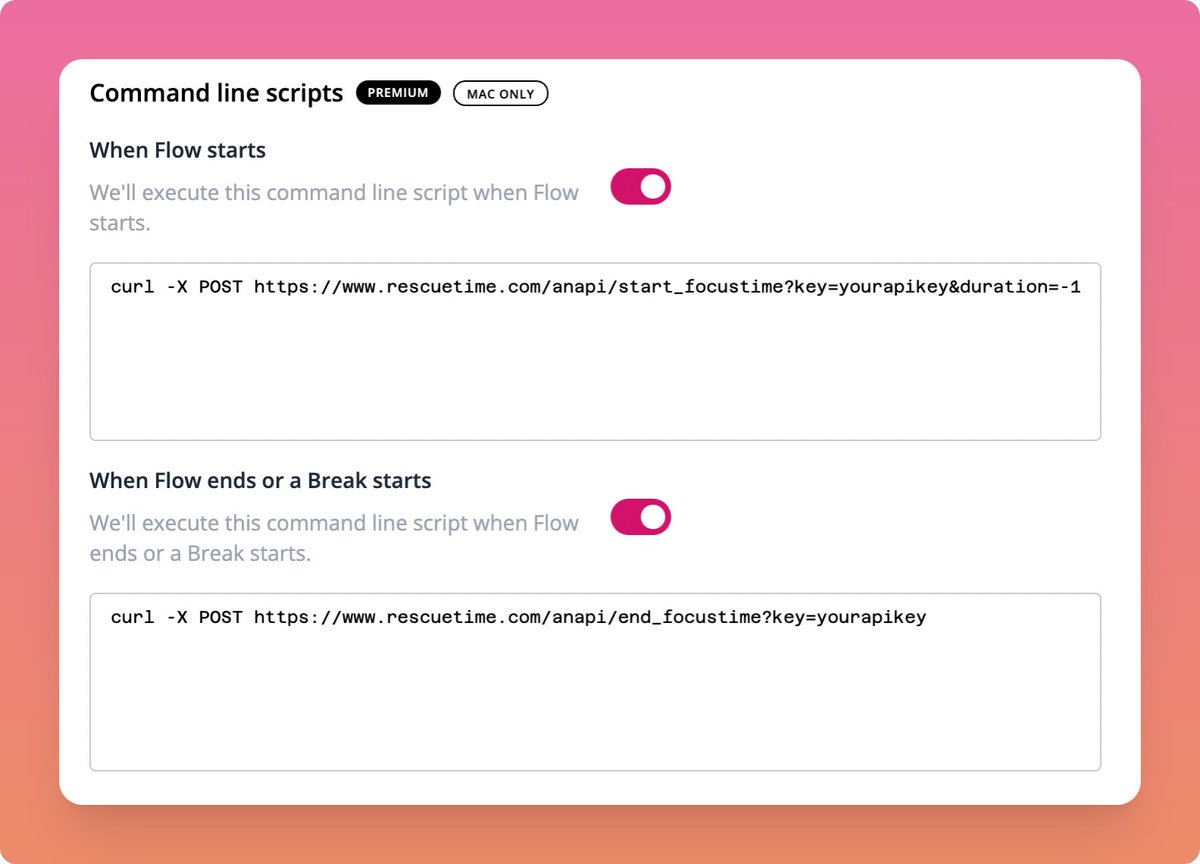 Command line scripts PREMIUM MAC ONLY
When Flow starts
We'll execute this command line script when Flow
starts.
curl -X POST https://www.rescuetime.com/anapi/start_focustime?key=yourapikey&duration=-1
When Flow ends or a Break starts
We'll execute this command line script when Flow
ends or a Break starts.
curl -X POST https://www.rescuetime.com/anapi/end_focustime?key=yourapikey